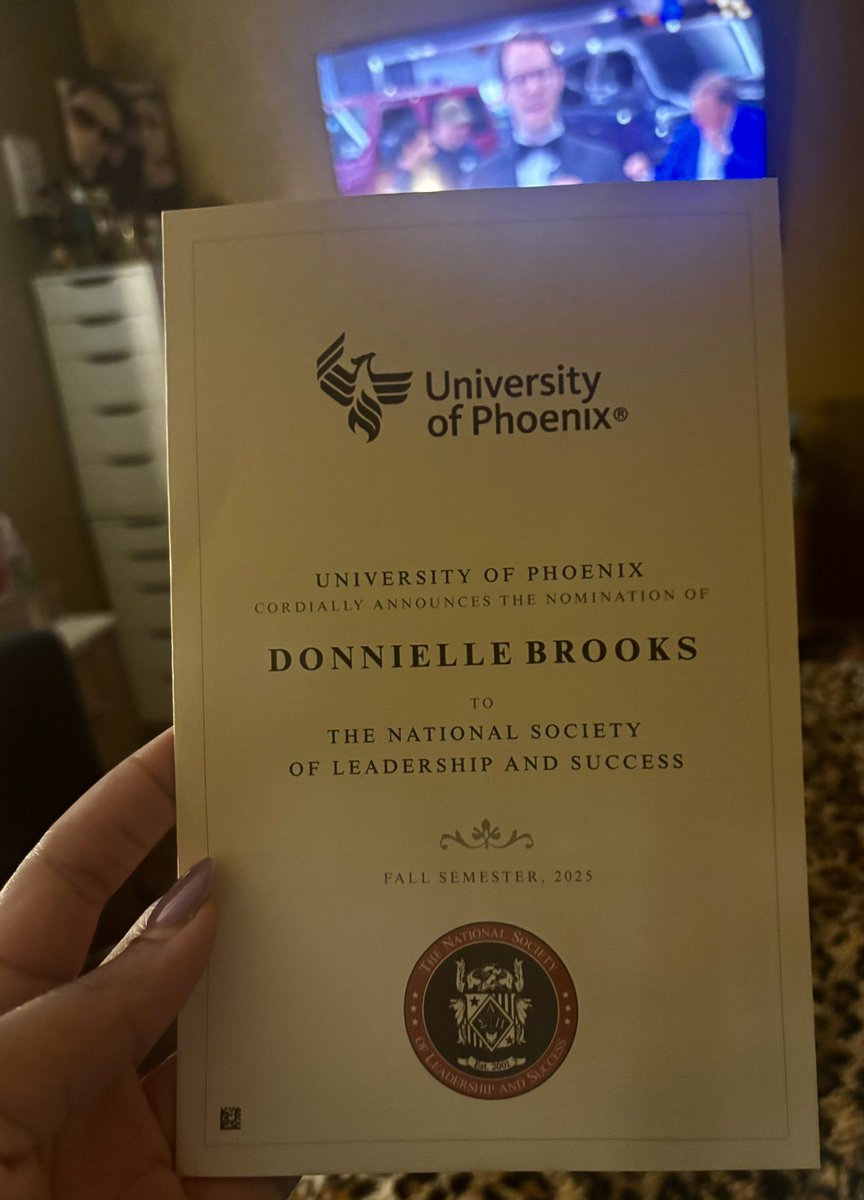 University
of Phoenix®
UNIVERSITY OF PHOENIX
CORDIALLY ANNOUNCES THE NOMINATION OF
DONNIELLE BROOKS
TO
THE NATIONAL SOCIETY
OF LEADERSHIP AND SUCCESS
FALL SEMESTER, 2025
THE NATIONAL SOCIETY
ΣΛΠ
EST. 2001
OF LEADERSHIP AND SUCCESS